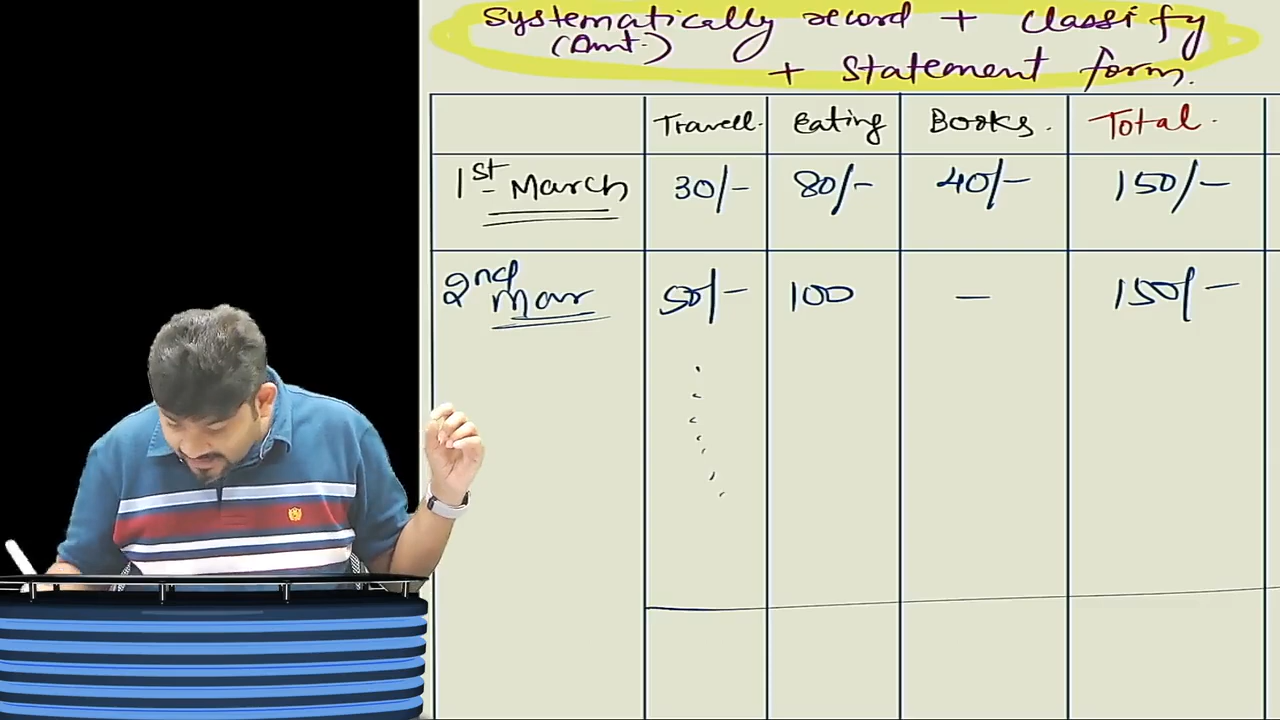 systematically record + classify
(Amt.)
+ statement form.
Travell. Eating Books. Total.
1st March 30/- 80/- 40/- 150/-
2nd Mar 50/- 100 — 150/-